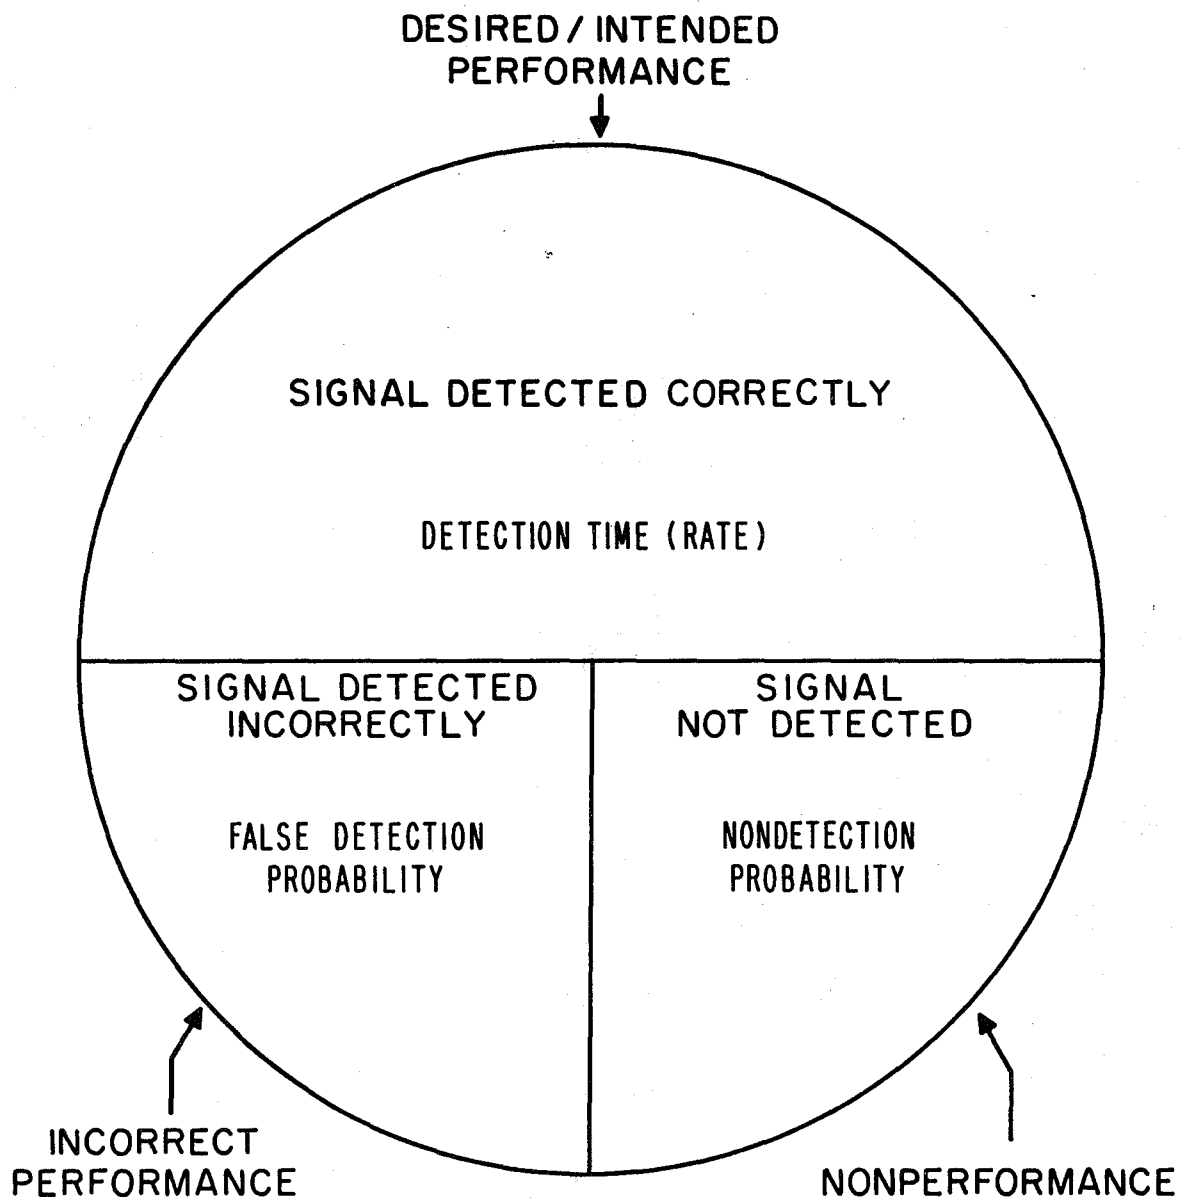 DESIRED / INTENDED
PERFORMANCE
SIGNAL DETECTED CORRECTLY
DETECTION TIME (RATE)
SIGNAL DETECTED
INCORRECTLY
FALSE DETECTION
PROBABILITY
SIGNAL
NOT DETECTED
NONDETECTION
PROBABILITY
INCORRECT
PERFORMANCE
NONPERFORMANCE